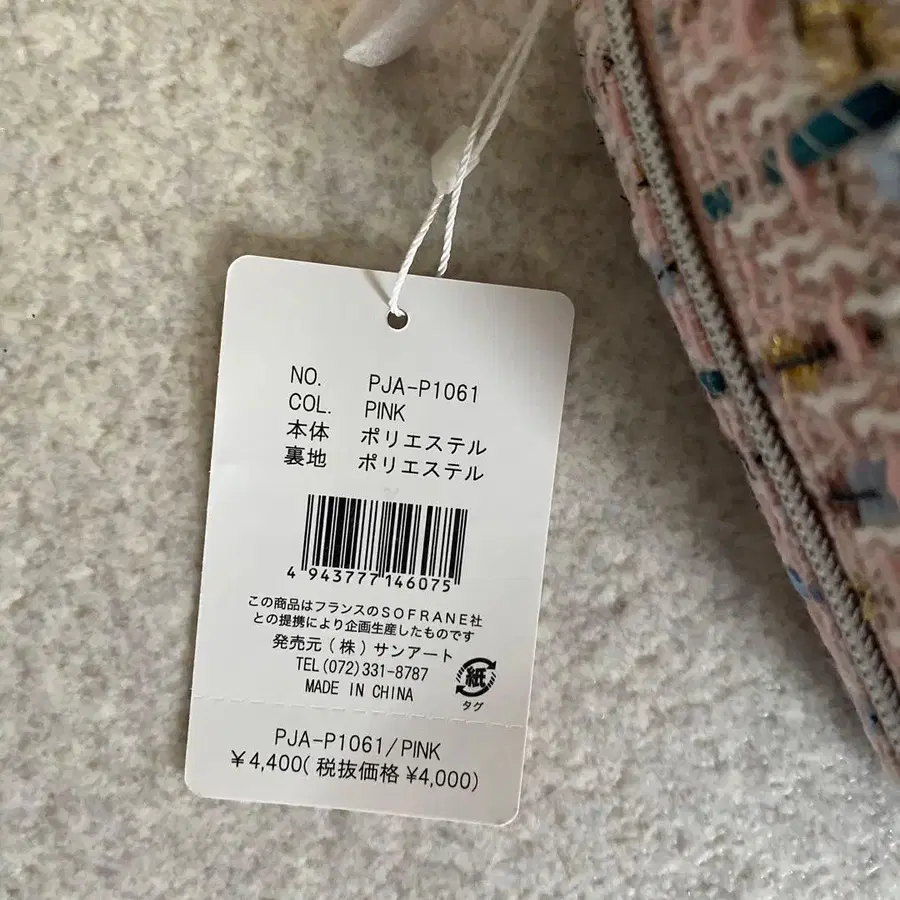 NO. PJA-P1061
COL. PINK
本体 ポリエステル
裏地 ポリエステル
4 943777 146075
この商品はフランスのSOFRANE社
との提携により企画生産したものです
発売元(株)サンアート
TEL(072)331-8787
MADE IN CHINA
紙
タグ
PJA-P1061/PINK
¥4,400(税抜価格¥4,000)